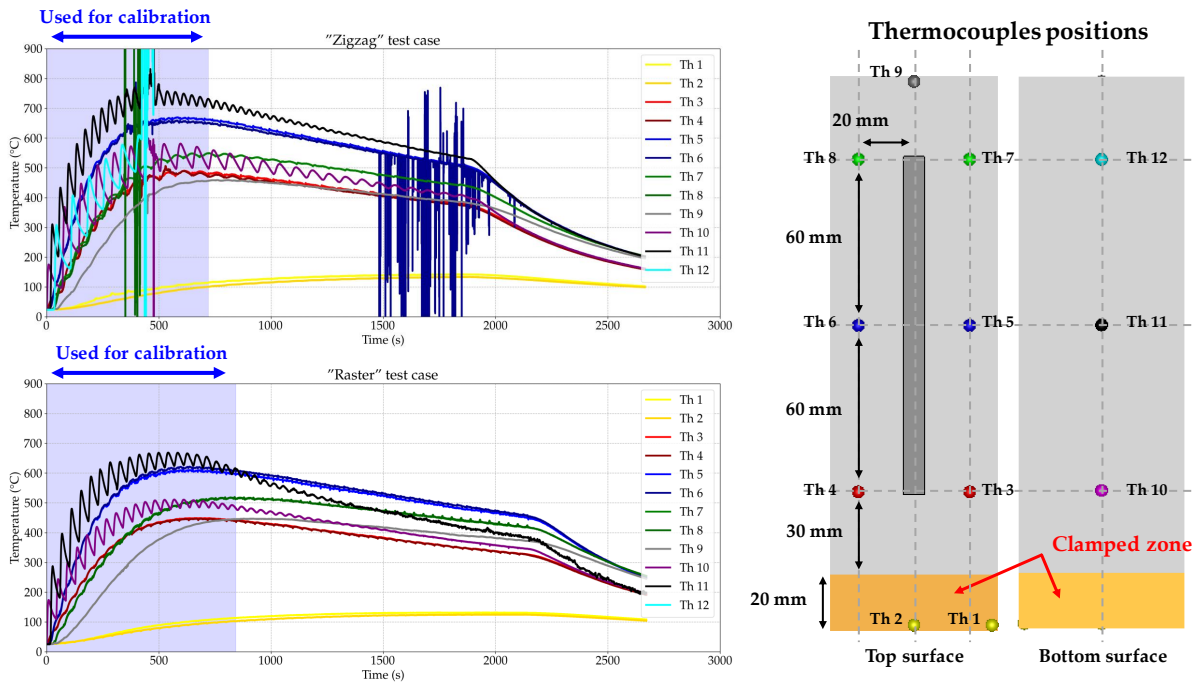 Used for calibration
"Zigzag" test case
900
800
700
600
500
400
300
200
100
0
Temperature (°C)
0 500 1000 1500 2000 2500 3000
Time (s)
Th 1
Th 2
Th 3
Th 4
Th 5
Th 6
Th 7
Th 8
Th 9
Th 10
Th 11
Th 12
Used for calibration
"Raster" test case
900
800
700
600
500
400
300
200
100
0
Temperature (°C)
0 500 1000 1500 2000 2500 3000
Time (s)
Th 1
Th 2
Th 3
Th 4
Th 5
Th 6
Th 7
Th 8
Th 9
Th 10
Th 11
Th 12
Thermocouples positions
Th 9
20 mm
Th 8 Th 7 Th 12
60 mm
Th 6 Th 5 Th 11
60 mm
Th 4 Th 3 Th 10
30 mm
Clamped zone
20 mm
Th 2 Th 1
Top surface Bottom surface